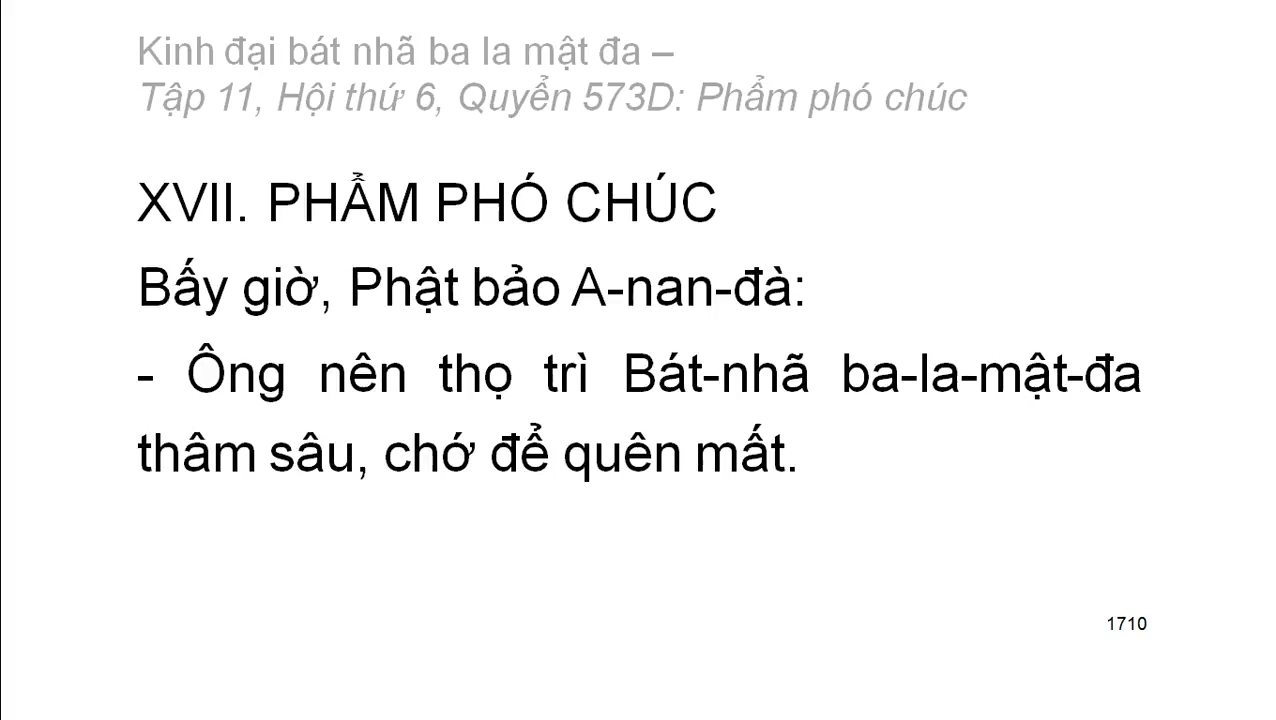 Kinh đại bát nhã ba la mật đa –
Tập 11, Hội thứ 6, Quyển 573D: Phẩm phó chúc
XVII. PHẨM PHÓ CHÚC
Bấy giờ, Phật bảo A-nan-đà:
- Ông nên thọ trì Bát-nhã ba-la-mật-đa
thâm sâu, chớ để quên mất.
1710